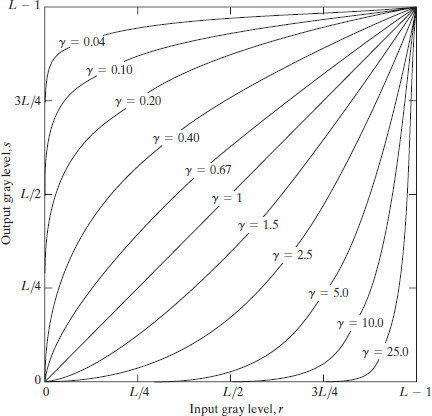 L − 1
γ = 0.04
γ = 0.10
3L/4
γ = 0.20
γ = 0.40
Output gray level, s
γ = 0.67
L/2
γ = 1
γ = 1.5
γ = 2.5
L/4
γ = 5.0
γ = 10.0
γ = 25.0
0
0
L/4
L/2
3L/4
L − 1
Input gray level, r